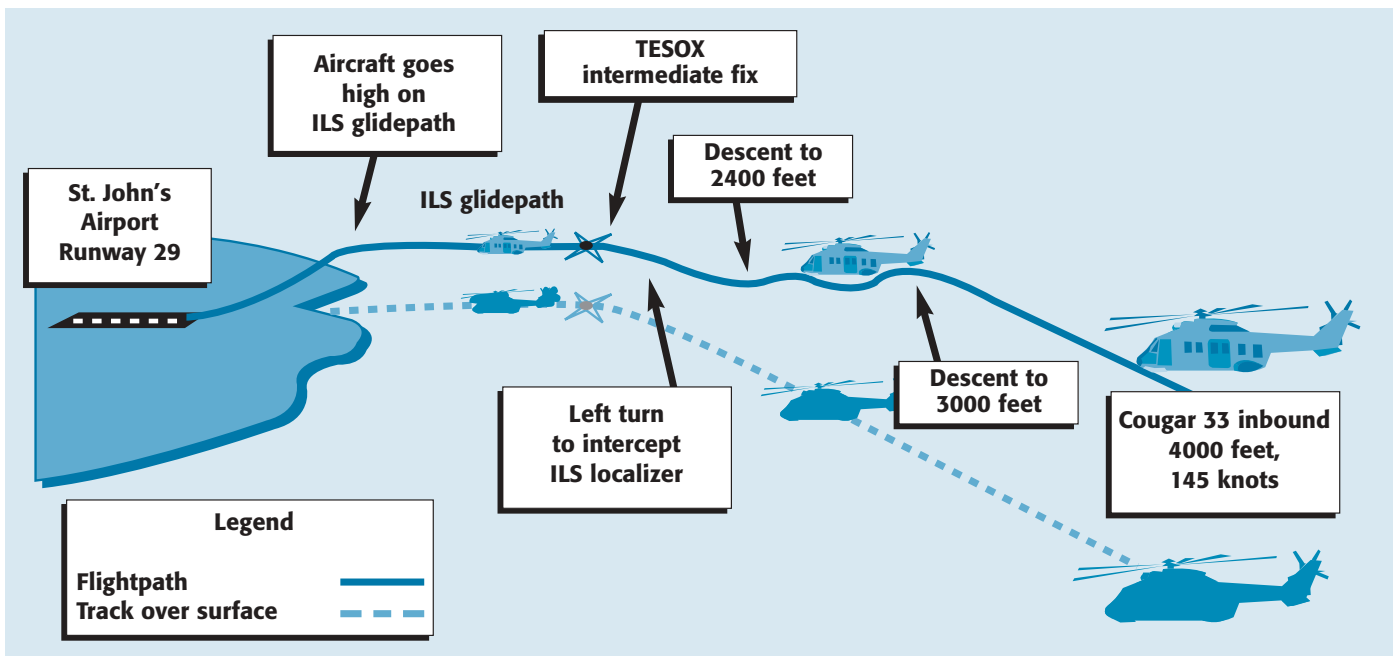 Aircraft goes
high on
ILS glidepath
TESOX
intermediate fix
Descent to
2400 feet
St. John's
Airport
Runway 29
ILS glidepath
Left turn
to intercept
ILS localizer
Descent to
3000 feet
Cougar 33 inbound
4000 feet,
145 knots
Legend
Flightpath
Track over surface